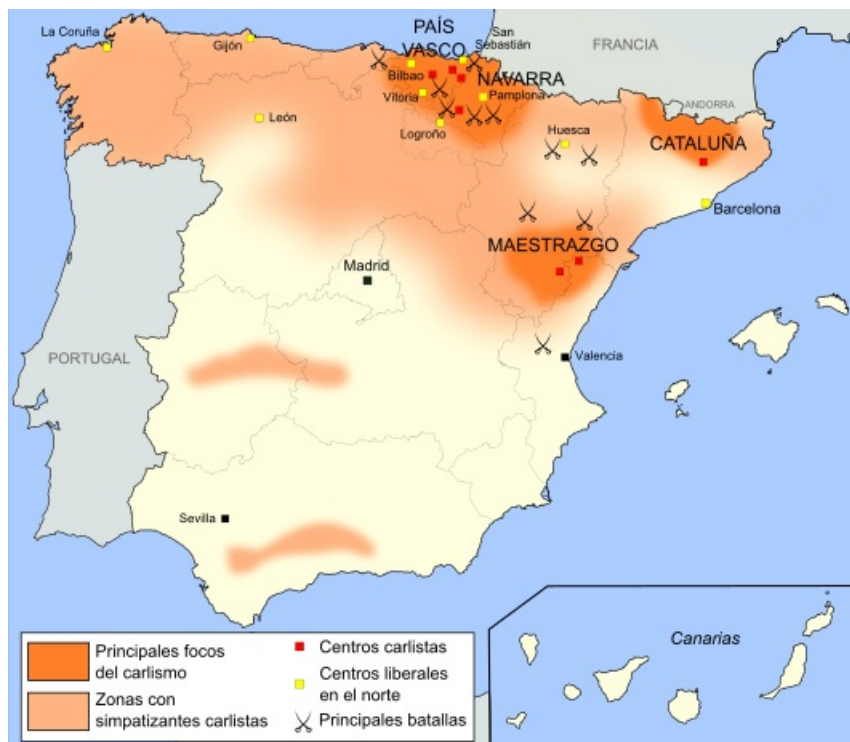 La Coruña
Gijón
PAÍS
VASCO
San
Sebastián
FRANCIA
Bilbao
NAVARRA
Vitoria
Pamplona
ANDORRA
León
Logroño
Huesca
CATALUÑA
Barcelona
MAESTRAZGO
Madrid
PORTUGAL
Valencia
Sevilla
Principales focos
del carlismo
Zonas con
simpatizantes carlistas
Centros carlistas
Centros liberales
en el norte
Principales batallas
Canarias